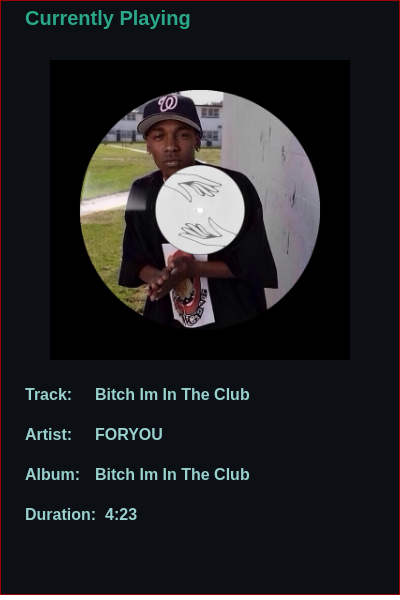 Currently Playing
W
Track: Bitch Im In The Club
Artist: FORYOU
Album: Bitch Im In The Club
Duration: 4:23